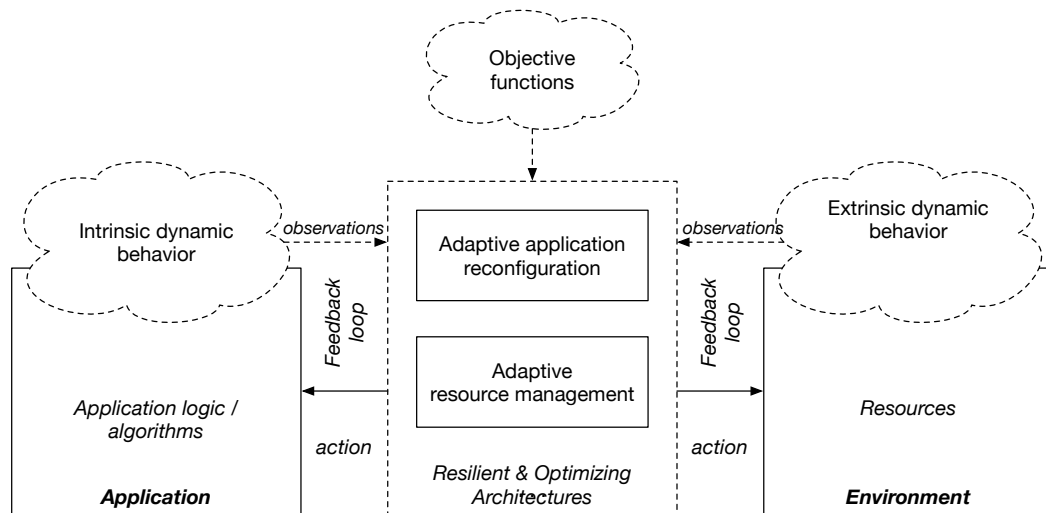 Objective
functions
Intrinsic dynamic
behavior
observations
Adaptive application
reconfiguration
observations
Extrinsic dynamic
behavior
Feedback
loop
Feedback
loop
Adaptive
resource management
Application logic /
algorithms
action
Resources
action
Resilient & Optimizing
Architectures
Application
Environment